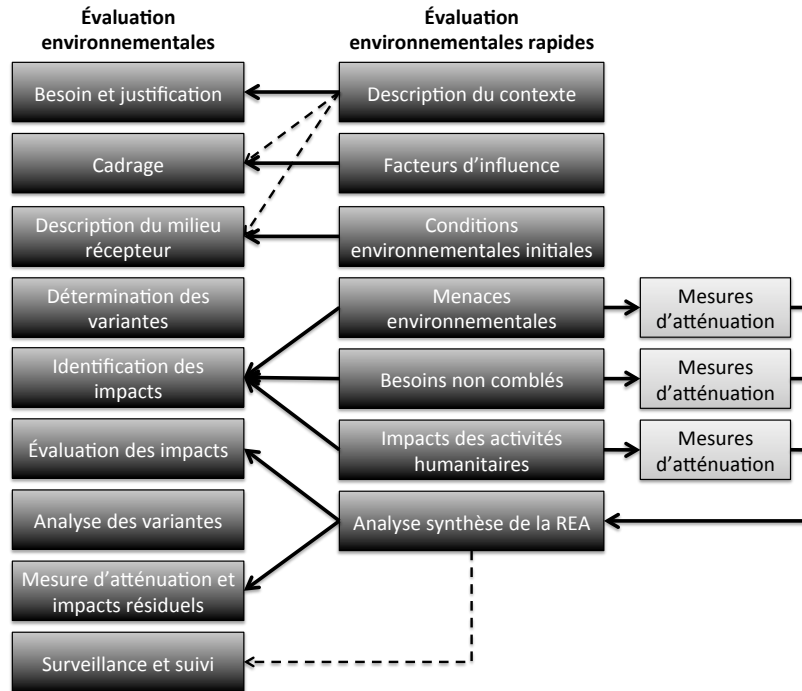 Évaluation
environnementales
Évaluation
environnementales rapides
Besoin et justification
Description du contexte
Cadrage
Facteurs d'influence
Description du milieu
récepteur
Conditions
environnementales initiales
Détermination des
variantes
Menaces
environnementales
Mesures
d'atténuation
Identification des
impacts
Besoins non comblés
Mesures
d'atténuation
Évaluation des impacts
Impacts des activités
humanitaires
Mesures
d'atténuation
Analyse des variantes
Analyse synthèse de la REA
Mesure d'atténuation et
impacts résiduels
Surveillance et suivi